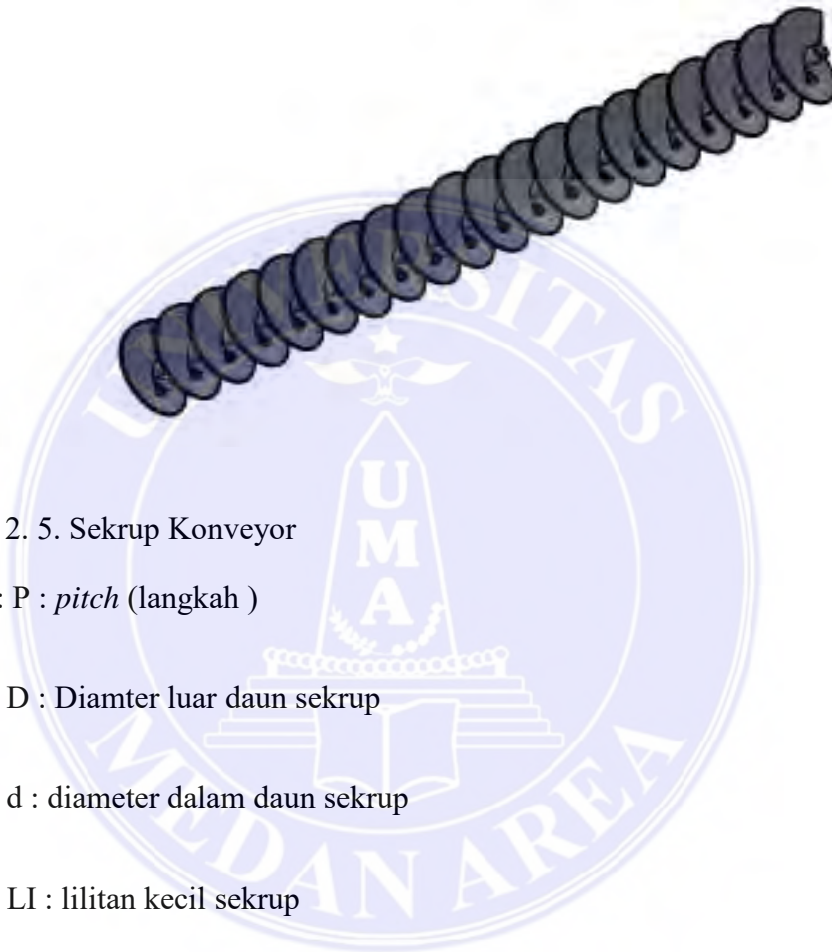 2. 5. Sekrup Konveyor
: P : pitch (langkah )
D : Diamter luar daun sekrup
d : diameter dalam daun sekrup
LI : lilitan kecil sekrup
UNIVERSITAS
UMA
MEDAN AREA